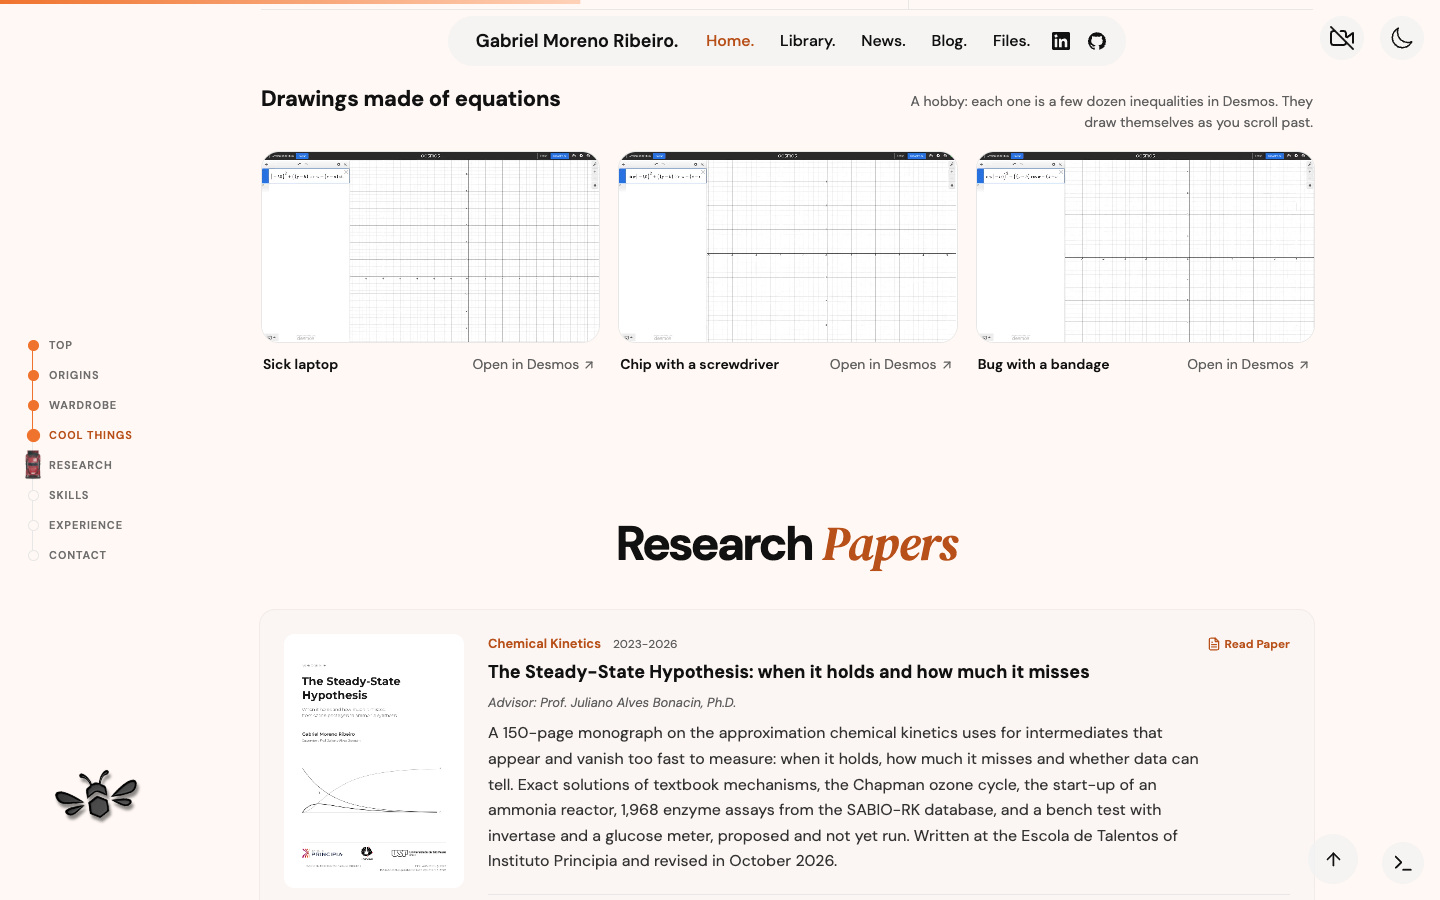 Gabriel Moreno Ribeiro.
Home.
Library.
News.
Blog.
Files.
Drawings made of equations
A hobby: each one is a few dozen inequalities in Desmos. They
draw themselves as you scroll past.
Sick laptop
Open in Desmos
Chip with a screwdriver
Open in Desmos
Bug with a bandage
Open in Desmos
TOP
ORIGINS
WARDROBE
COOL THINGS
RESEARCH
SKILLS
EXPERIENCE
CONTACT
Research Papers
The Steady-State
Hypothesis
Gabriel Moreno Ribeiro
PRINCIPIA
Chemical Kinetics
2023-2026
Read Paper
The Steady-State Hypothesis: when it holds and how much it misses
Advisor: Prof. Juliano Alves Bonacin, Ph.D.
A 150-page monograph on the approximation chemical kinetics uses for intermediates that
appear and vanish too fast to measure: when it holds, how much it misses and whether data can
tell. Exact solutions of textbook mechanisms, the Chapman ozone cycle, the start-up of an
ammonia reactor, 1,968 enzyme assays from the SABIO-RK database, and a bench test with
invertase and a glucose meter, proposed and not yet run. Written at the Escola de Talentos of
Instituto Principia and revised in October 2026.